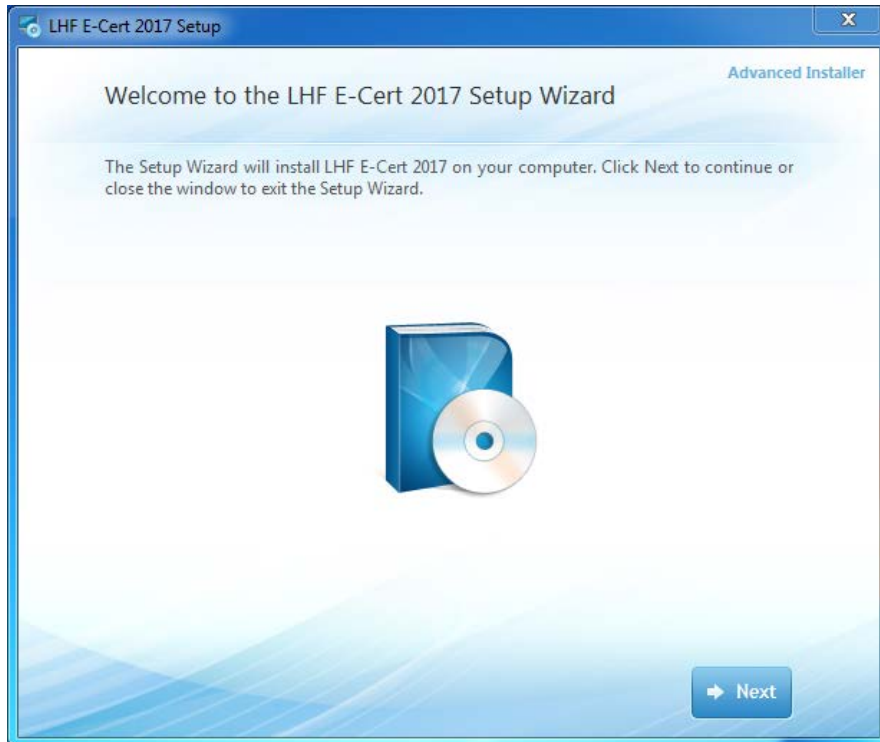 LHF E-Cert 2017 Setup
Advanced Installer
Welcome to the LHF E-Cert 2017 Setup Wizard
The Setup Wizard will install LHF E-Cert 2017 on your computer. Click Next to continue or
close the window to exit the Setup Wizard.
Next